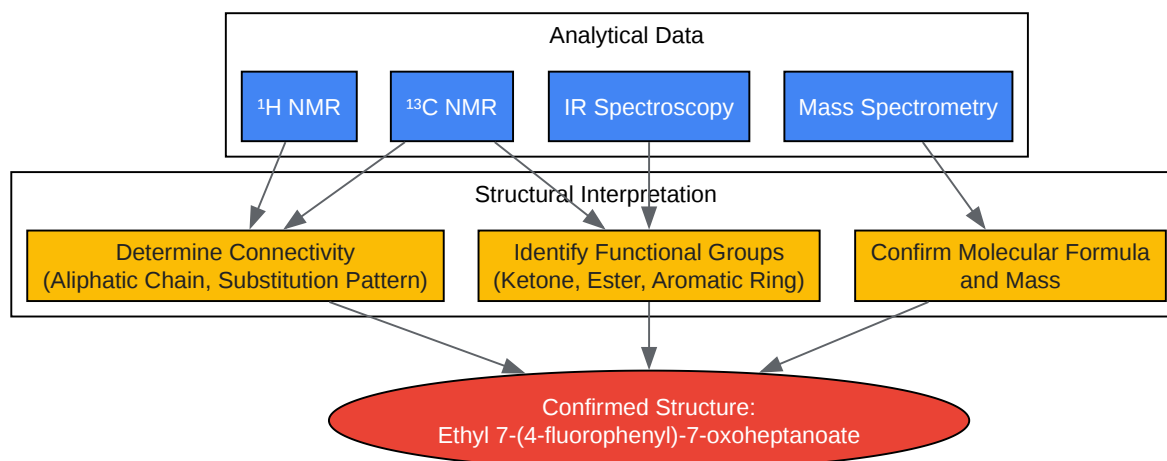 Analytical Data
¹H NMR
¹³C NMR
IR Spectroscopy
Mass Spectrometry
Structural Interpretation
Determine Connectivity
(Aliphatic Chain, Substitution Pattern)
Identify Functional Groups
(Ketone, Ester, Aromatic Ring)
Confirm Molecular Formula
and Mass
Confirmed Structure:
Ethyl 7-(4-fluorophenyl)-7-oxoheptanoate